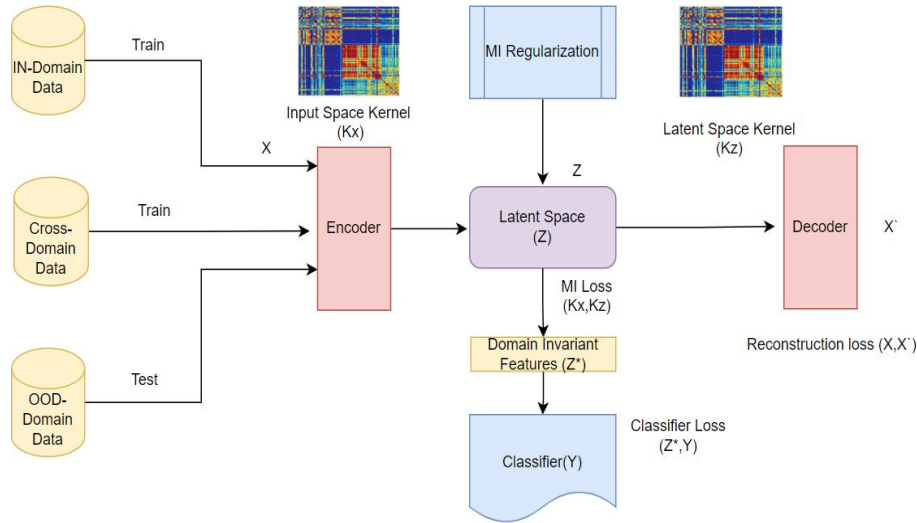 IN-Domain
Data
Train
X
Input Space Kernel
(Kx)
MI Regularization
Latent Space Kernel
(Kz)
Z
Cross-
Domain
Data
Train
Encoder
Latent Space
(Z)
Decoder
X`
MI Loss
(Kx,Kz)
Domain Invariant
Features (Z*)
Reconstruction loss (X,X`)
OOD-
Domain
Data
Test
Classifier(Y)
Classifier Loss
(Z*,Y)